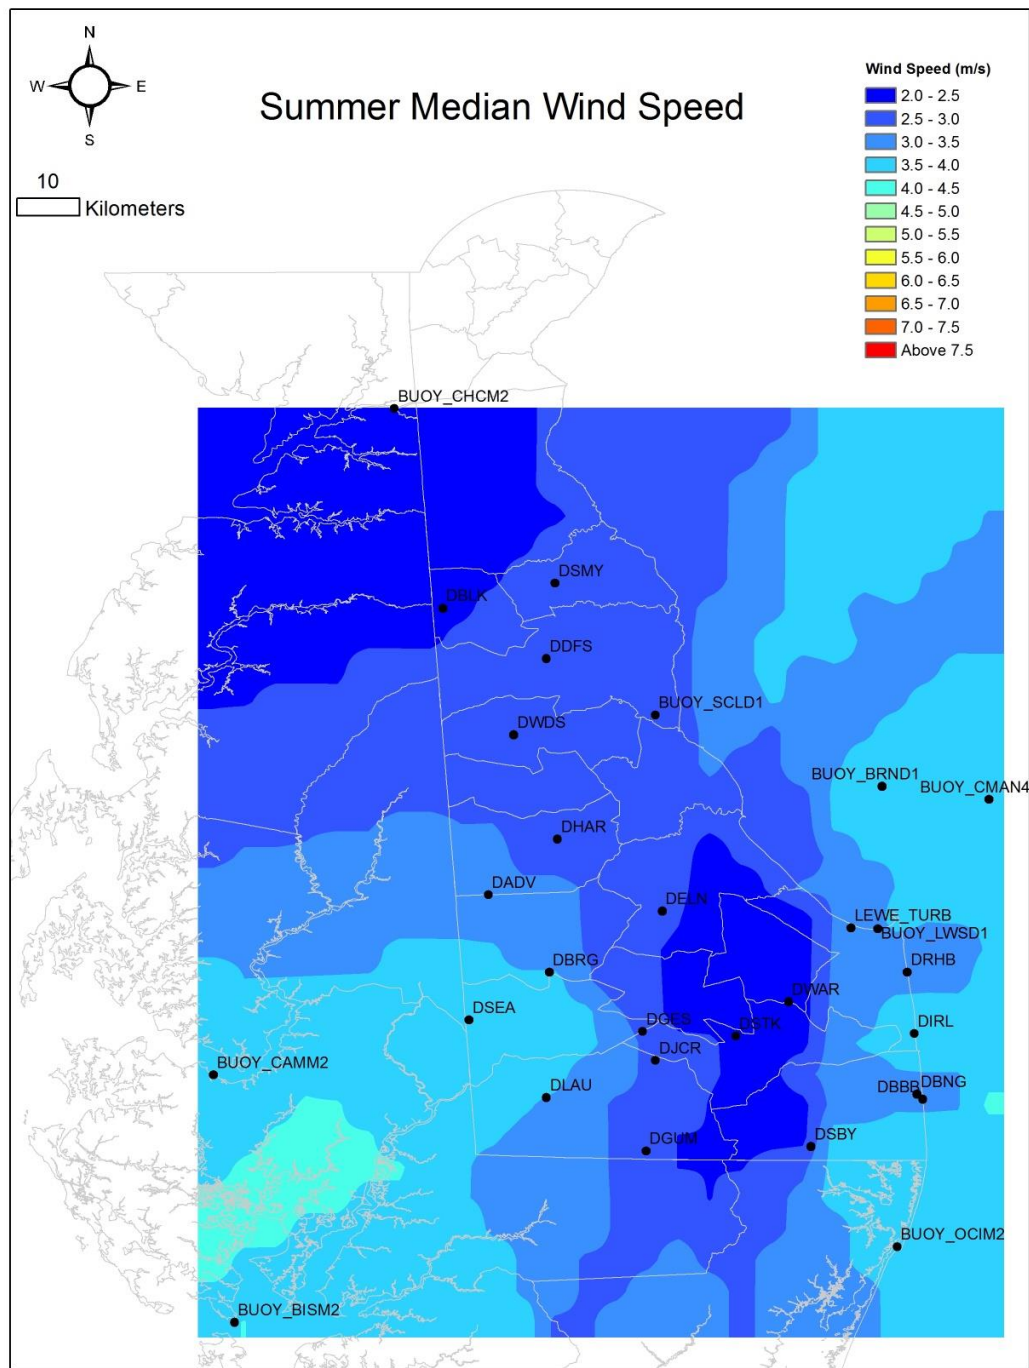 N
W E
S
Summer Median Wind Speed
10
Kilometers
Wind Speed (m/s)
2.0 - 2.5
2.5 - 3.0
3.0 - 3.5
3.5 - 4.0
4.0 - 4.5
4.5 - 5.0
5.0 - 5.5
5.5 - 6.0
6.0 - 6.5
6.5 - 7.0
7.0 - 7.5
Above 7.5
BUOY_CHCM2
DSMY
DBLK
DDFS
BUOY_SCLD1
DWDS
BUOY_BRND1
BUOY_CMAN4
DHAR
DADV
DELN
LEWE_TURB
BUOY_LWSD1
DBRG
DRHB
DWAR
DSEA
DGES
DSTK
DIRL
DJCR
BUOY_CAMM2
DLAU
DBBB
DBNG
DGUM
DSBY
BUOY_OCIM2
BUOY_BISM2